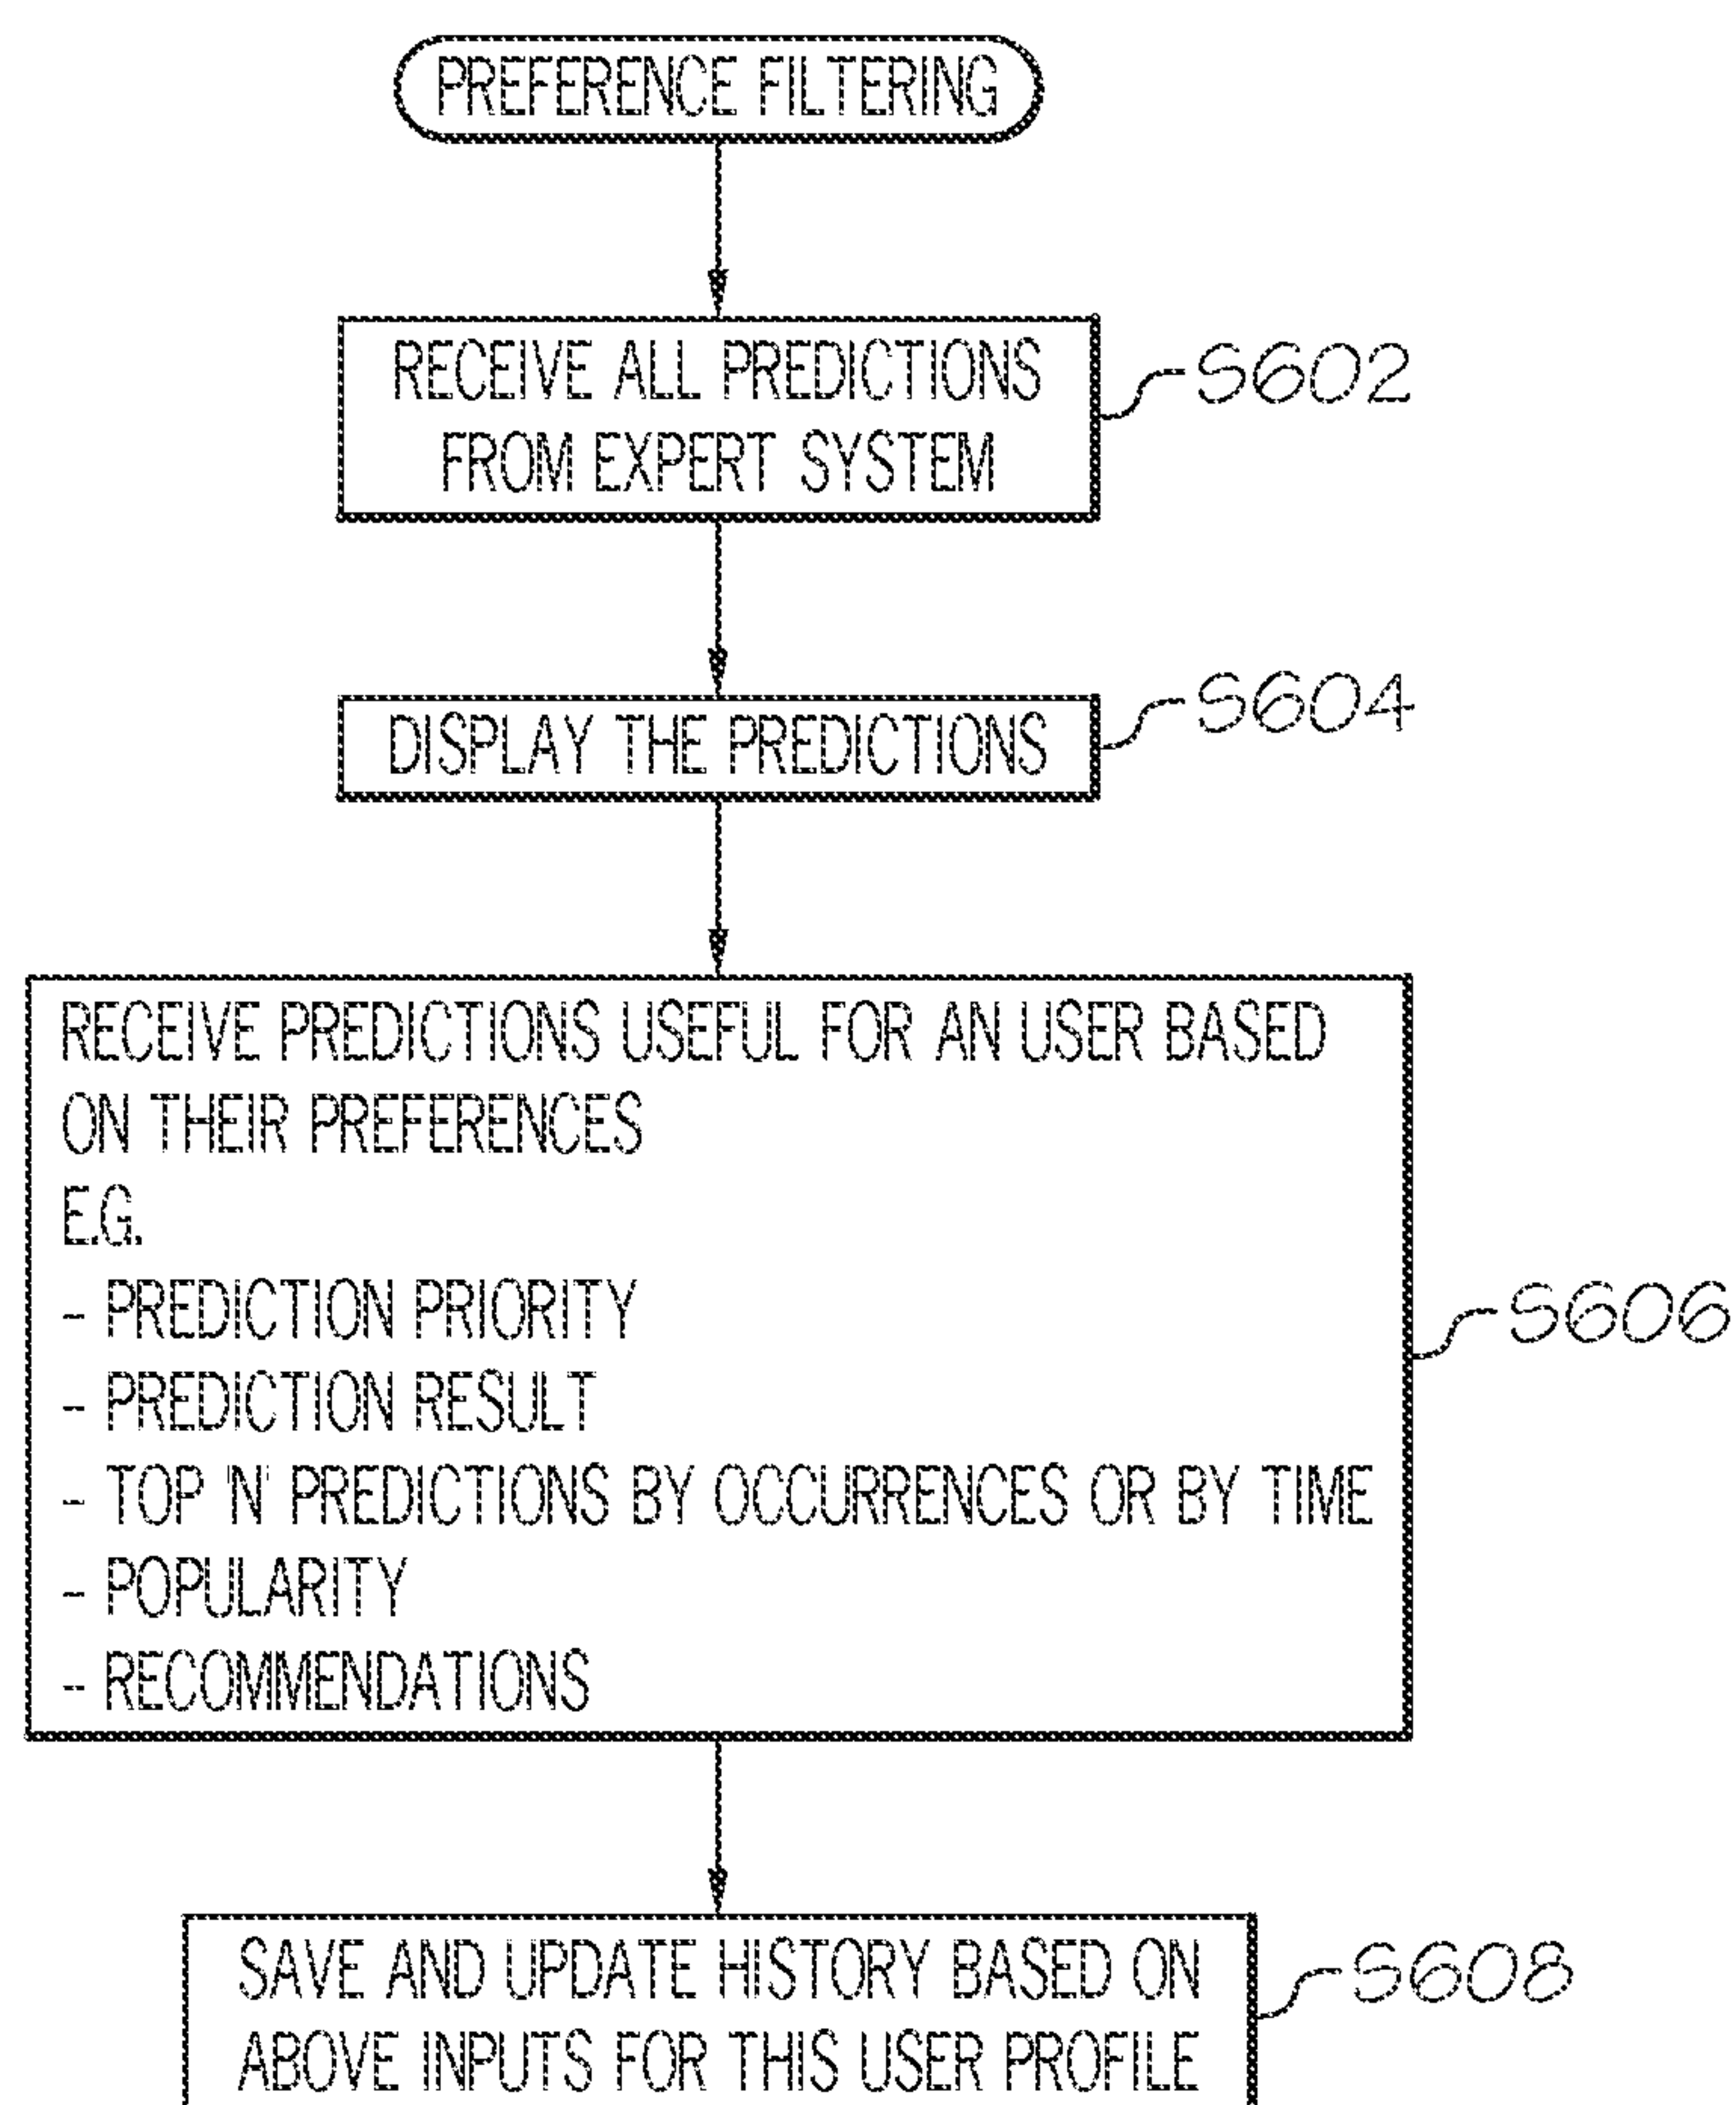 PREFERENCE FILTERING
RECEIVE ALL PREDICTIONS
FROM EXPERT SYSTEM
S602
DISPLAY THE PREDICTIONS
S604
RECEIVE PREDICTIONS USEFUL FOR AN USER BASED
ON THEIR PREFERENCES
E.G.
- PREDICTION PRIORITY
- PREDICTION RESULT
- TOP 'N' PREDICTIONS BY OCCURRENCES OR BY TIME
- POPULARITY
- RECOMMENDATIONS
S606
SAVE AND UPDATE HISTORY BASED ON
ABOVE INPUTS FOR THIS USER PROFILE
S608